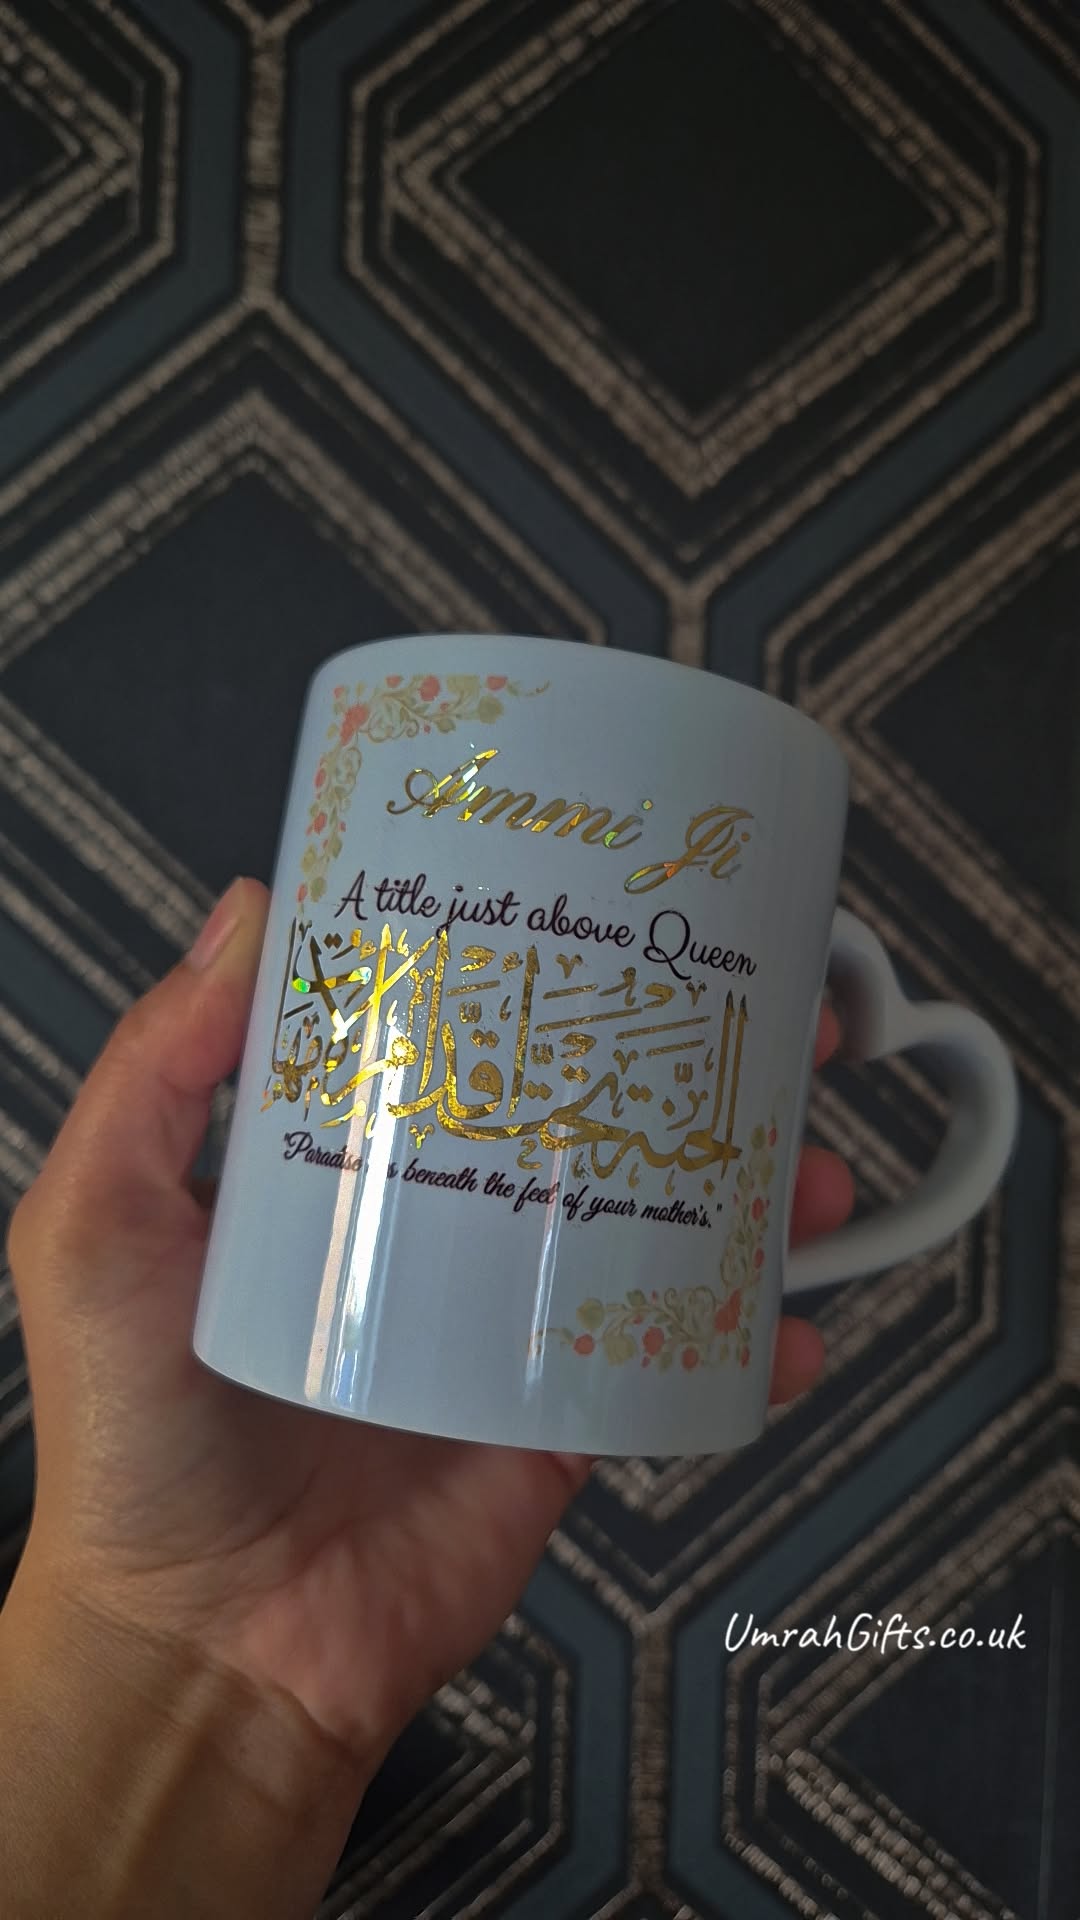 Ammi Ji
A title just above Queen
الجنة تحت أقدام الأمهات
"Paradise is beneath the feet of your mother's."
UmrahGifts.co.uk